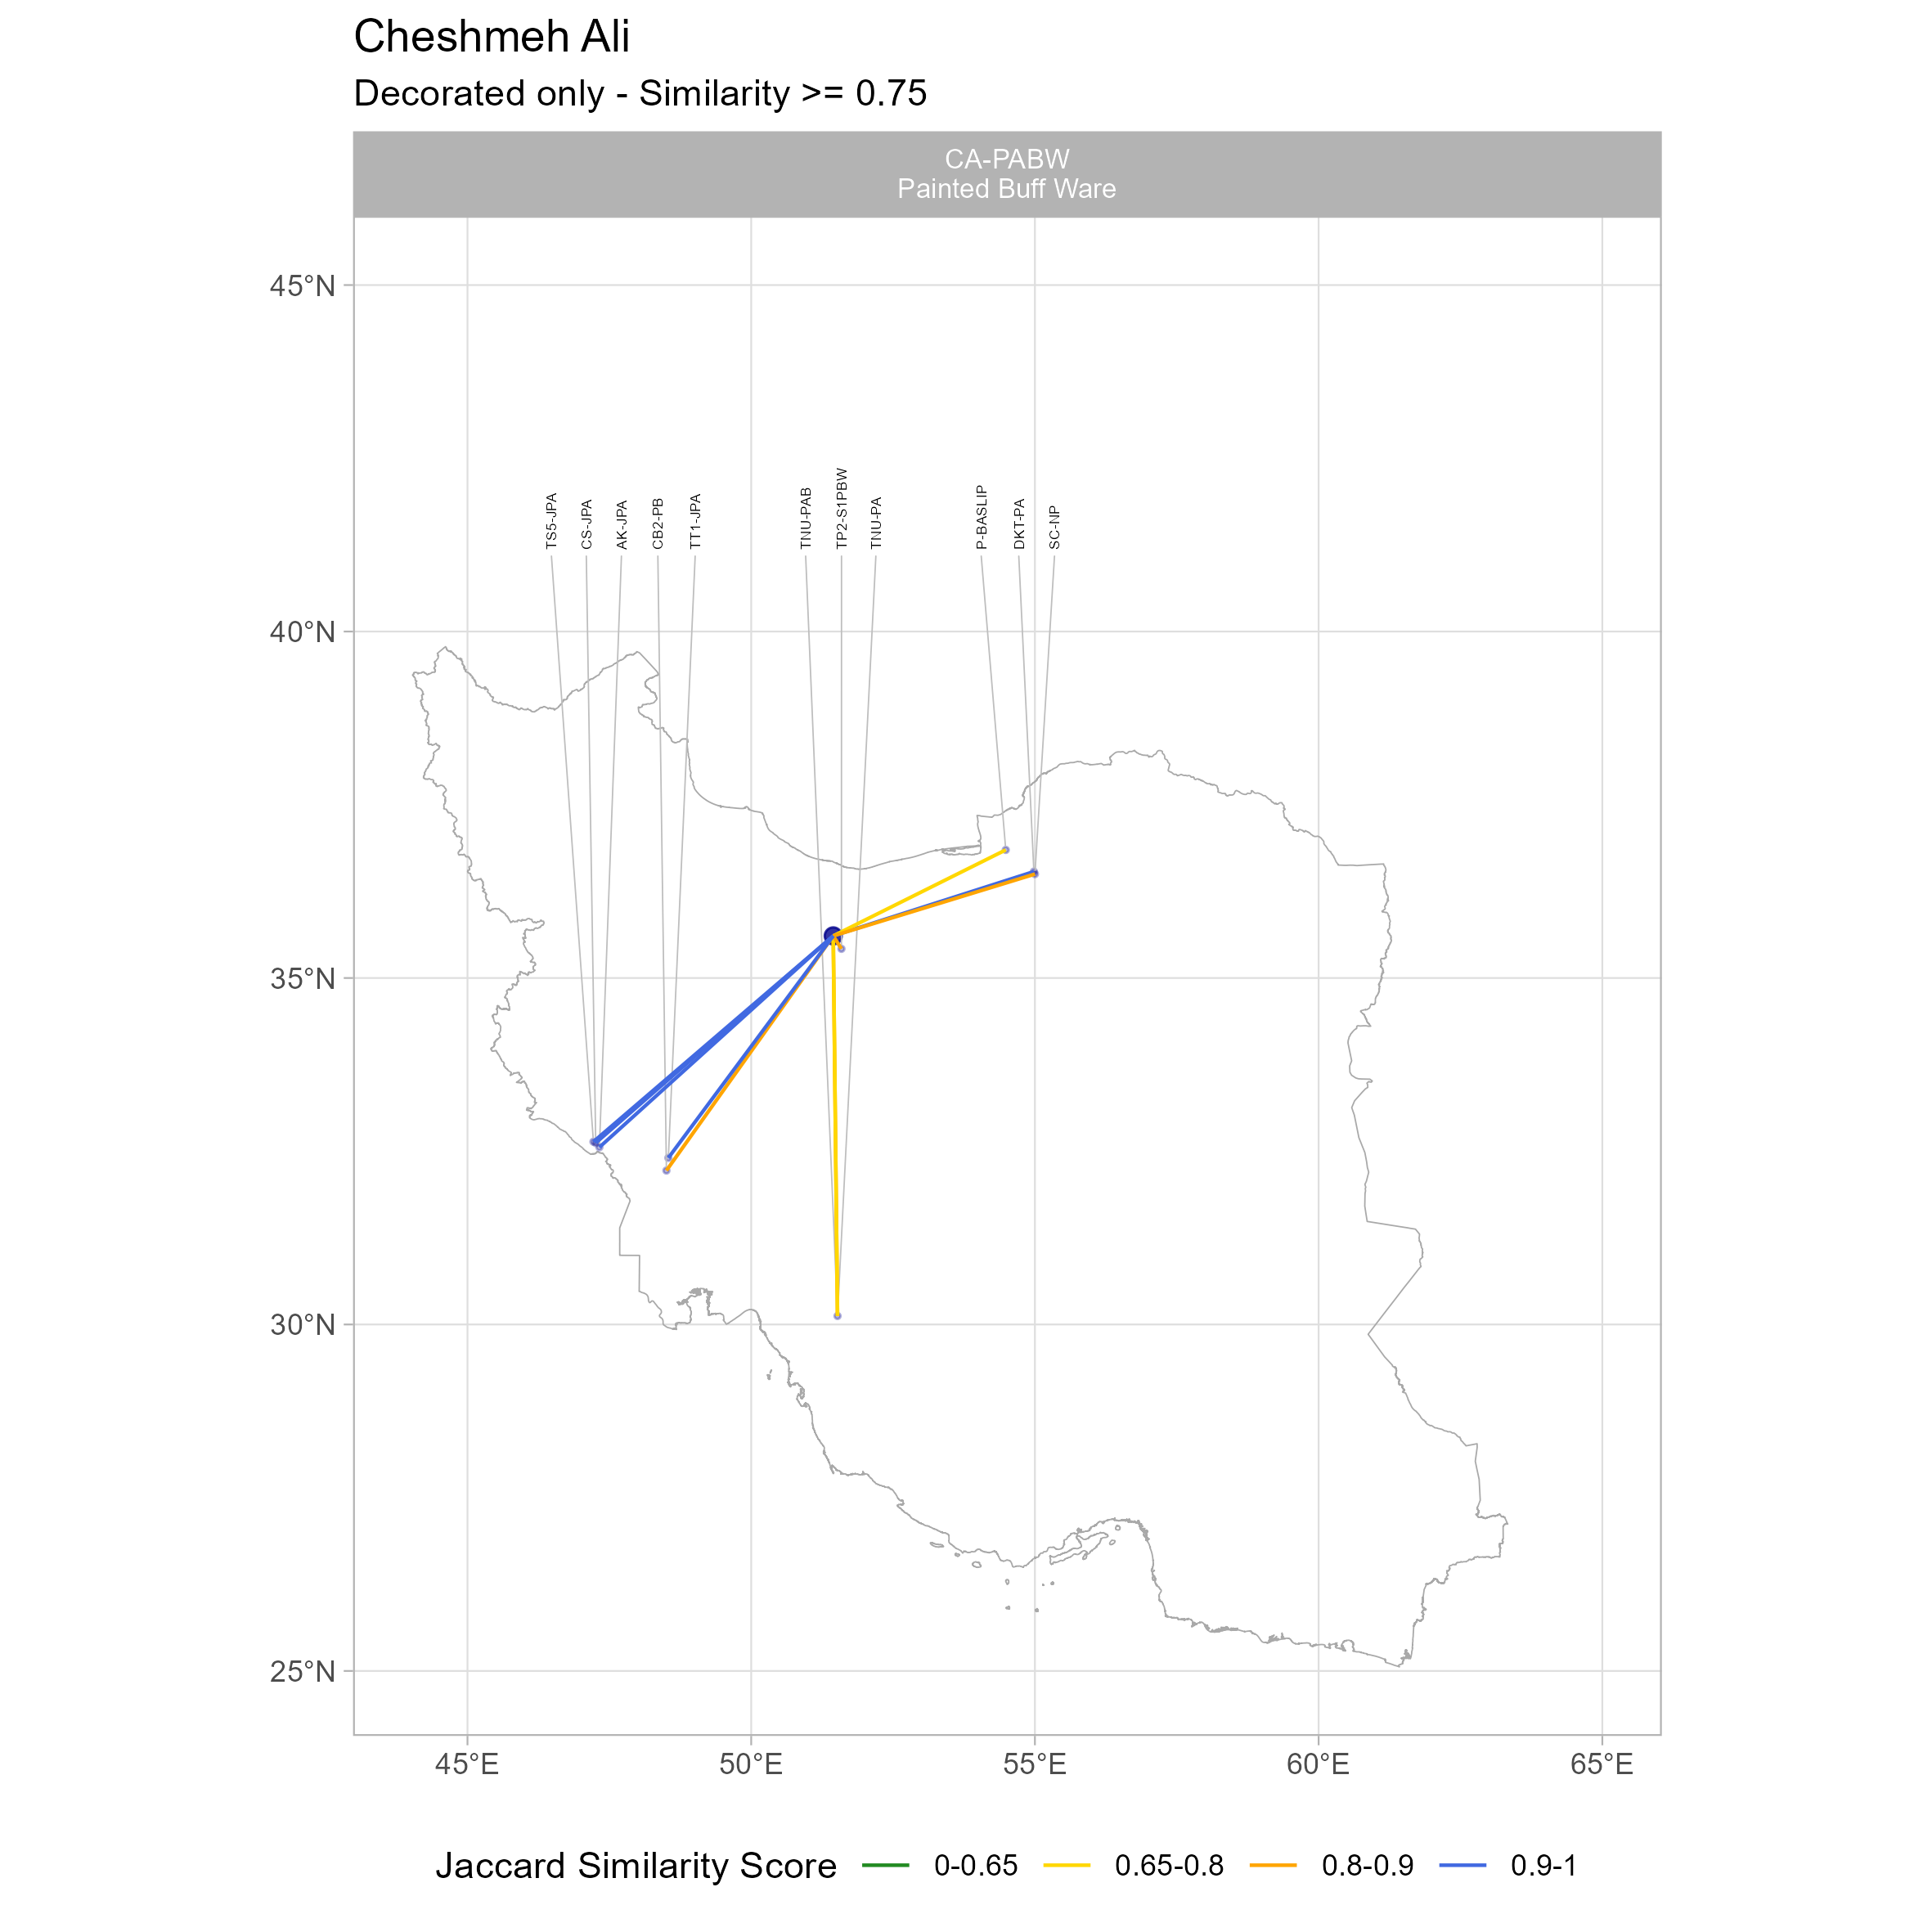 Cheshmeh Ali
Decorated only - Similarity >= 0.75
CA-PABW
Painted Buff Ware
45°N
40°N
35°N
30°N
25°N
TS5-JPA
CS-JPA
AK-JPA
CB2-PB
TT1-JPA
TNU-PAB
TP2-S1PBW
TNU-PA
P-BASLIP
DKT-PA
SC-NP
45°E
50°E
55°E
60°E
65°E
Jaccard Similarity Score
0-0.65
0.65-0.8
0.8-0.9
0.9-1